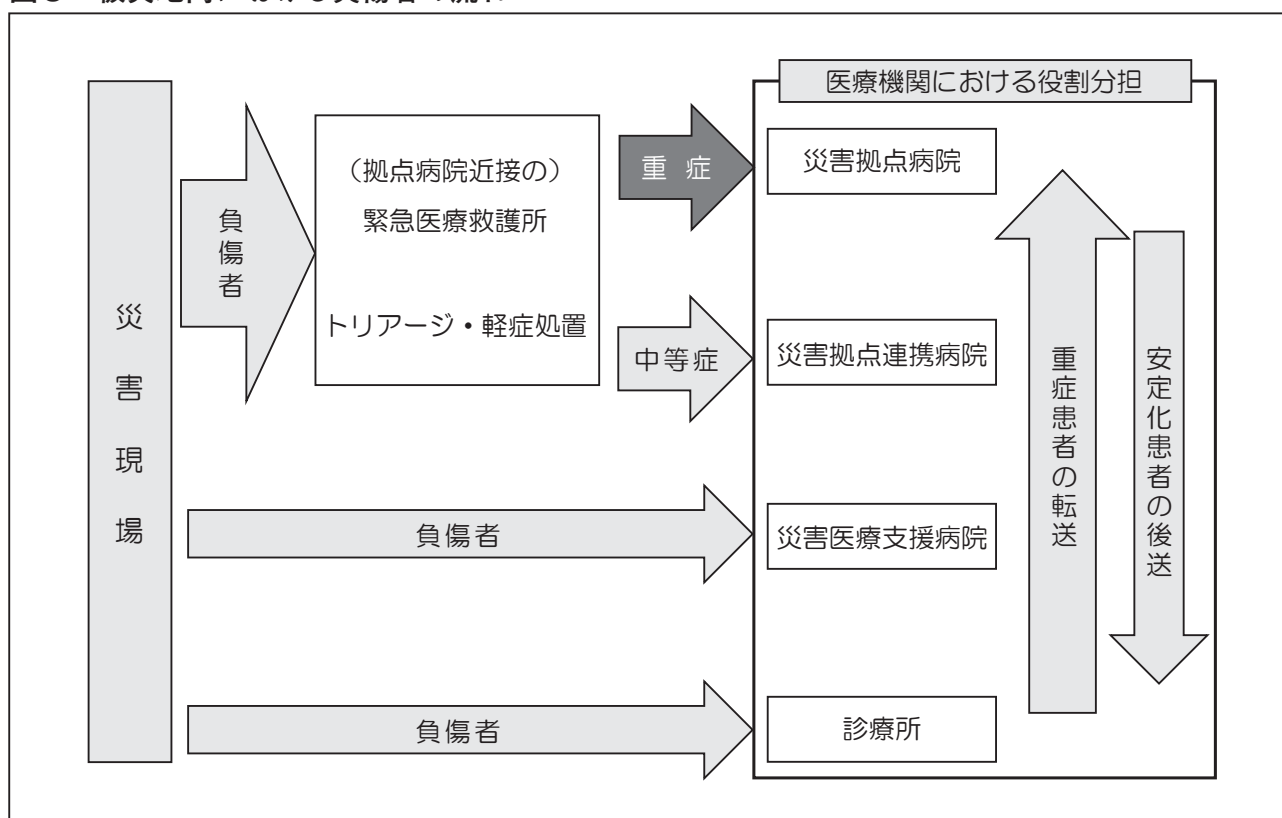 医療機関における役割分担
災害現場
負傷者
（拠点病院近接の）
緊急医療救護所
トリアージ・軽症処置
重症
災害拠点病院
中等症
災害拠点連携病院
負傷者
災害医療支援病院
負傷者
診療所
重症患者の転送
安定化患者の後送